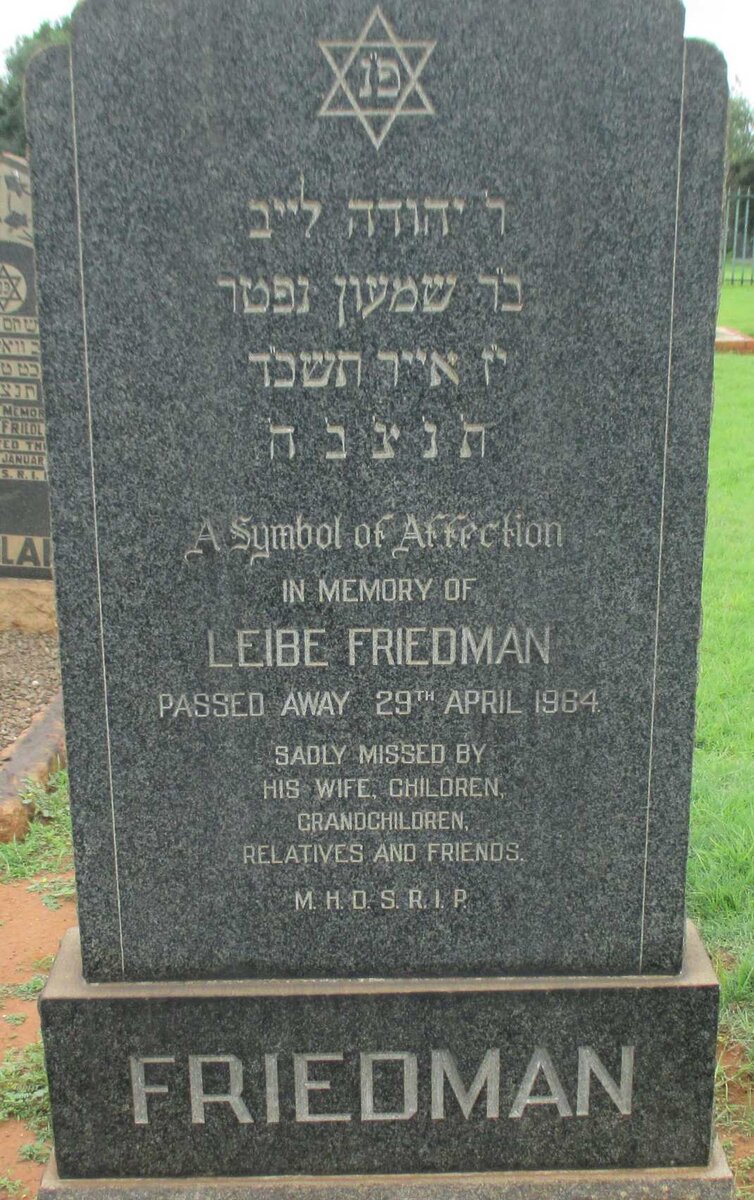 פ"נ
ר' יהודה לייב
ב"ר שמעון נפטר
י"ז אייר תשכ"ד
ת' נ' צ' ב' ה'
A Symbol of Affection
IN MEMORY OF
LEIBE FRIEDMAN
PASSED AWAY 29TH APRIL 1964.
SADLY MISSED BY
HIS WIFE, CHILDREN,
GRANDCHILDREN,
RELATIVES AND FRIENDS.
M.H.D.S.R.I.P.
FRIEDMAN